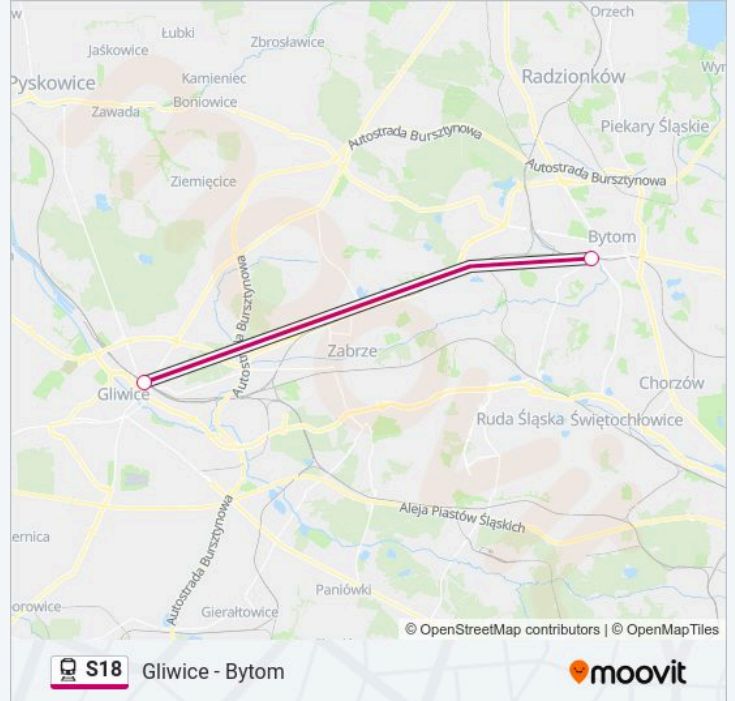 Orzech
w
Łubki
Jaśkowice
Zbrosławice
Radzionków
Wyr
Pyskowice
Kamieniec
Boniowice
Zawada
Piekary Śląskie
Autostrada Bursztynowa
Autostrada Bursztynowa
Ziemięcice
Bytom
Autostrada Bursztynowa
Zabrze
Gliwice
Chorzów
Ruda Śląska
Świętochłowice
Aleja Piastów Śląskich
ernica
Autostrada Bursztynowa
Paniówki
orowice
Gierałtowice
© OpenStreetMap contributors | © OpenMapTiles
S18 Gliwice - Bytom
moovit